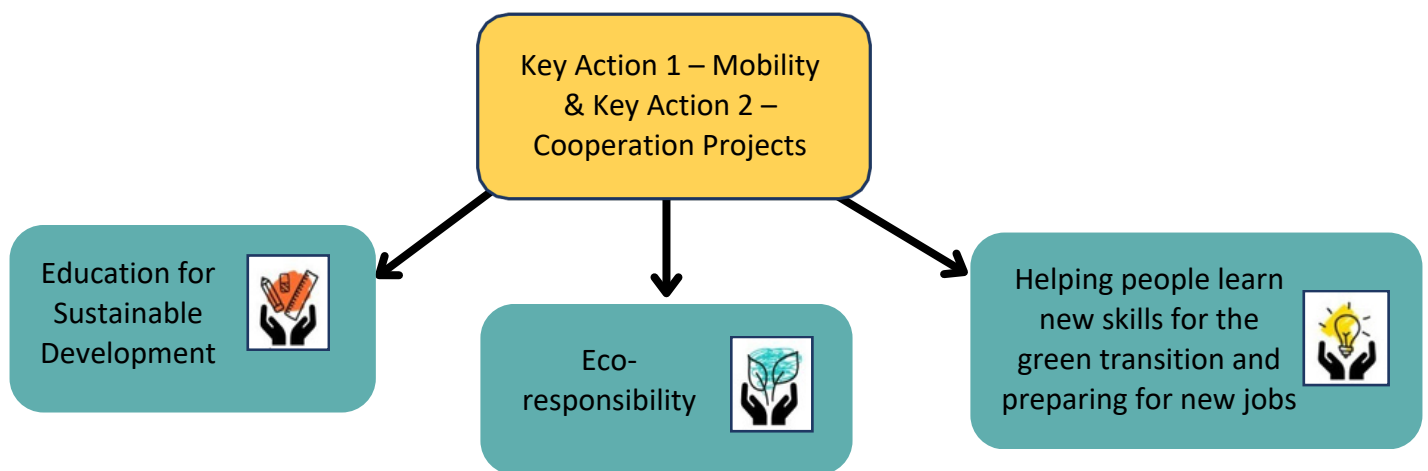 Key Action 1 – Mobility
& Key Action 2 –
Cooperation Projects
Education for
Sustainable
Development
Eco-
responsibility
Helping people learn
new skills for the
green transition and
preparing for new jobs